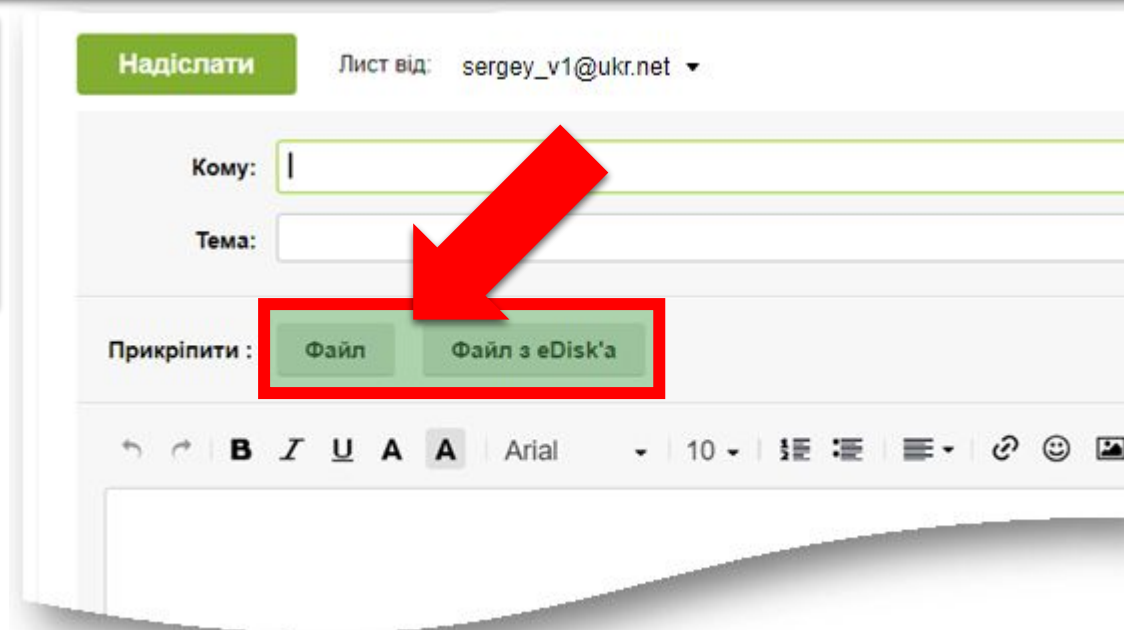 Надіслати Лист від: sergey_v1@ukr.net
Кому:
Тема:
Прикріпити : Файл Файл з eDisk'а
B I U A A Arial 10